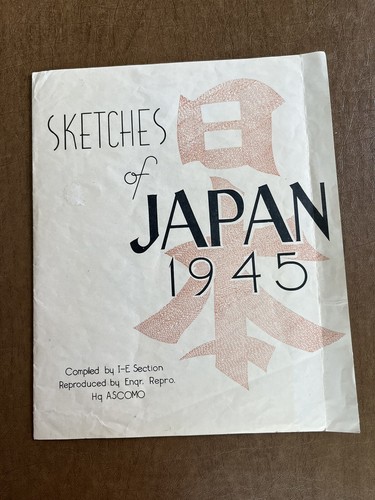 SKETCHES
of
JAPAN
1945
日本
Compiled by I-E Section
Reproduced by Engr. Repro.
Hq ASCOMO